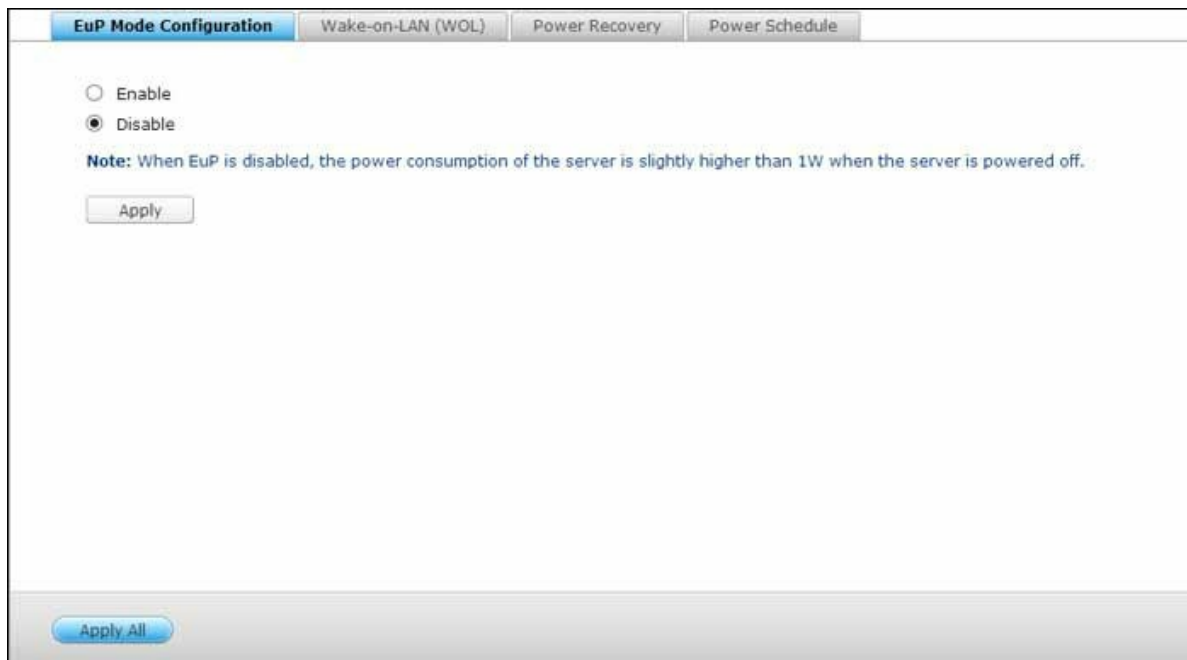 EuP Mode Configuration Wake-on-LAN (WOL) Power Recovery Power Schedule
Enable
Disable
Note: When EuP is disabled, the power consumption of the server is slightly higher than 1W when the server is powered off.
Apply
Apply All